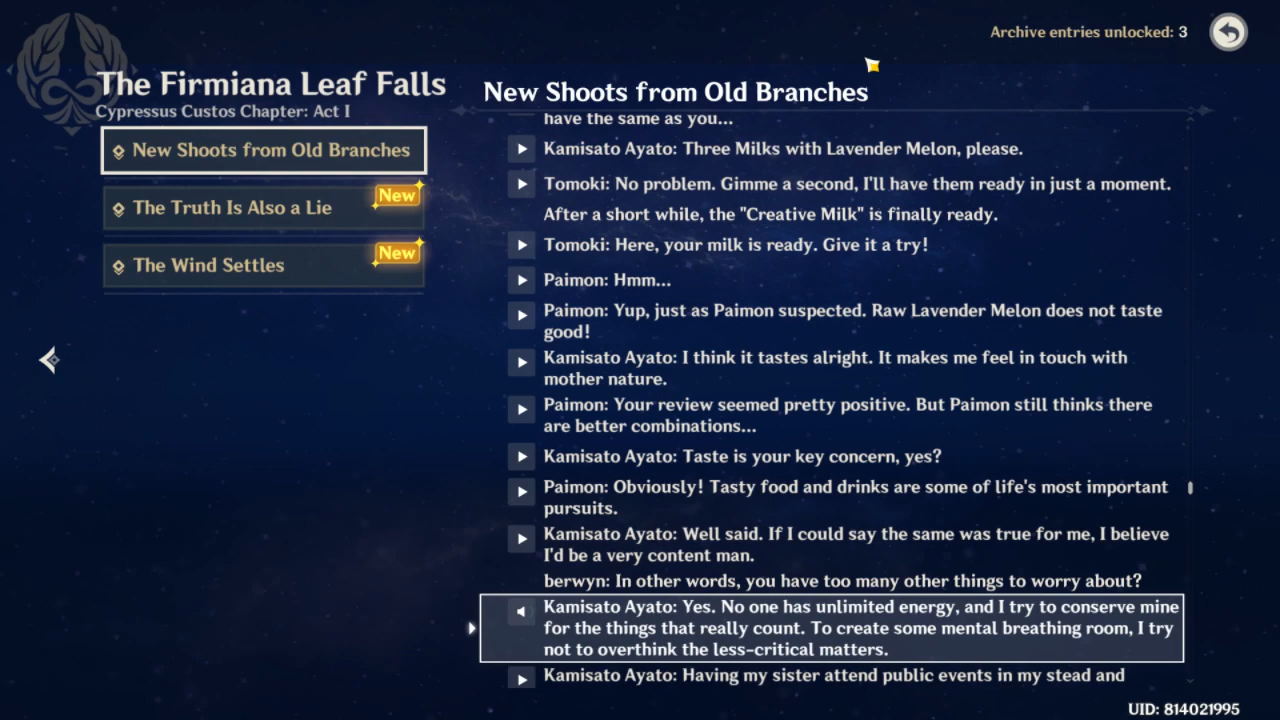 Archive entries unlocked: 3
The Firmiana Leaf Falls
Cypressus Custos Chapter: Act I
New Shoots from Old Branches
New
The Truth Is Also a Lie
New
The Wind Settles
New Shoots from Old Branches
have the same as you...
Kamisato Ayato: Three Milks with Lavender Melon, please.
Tomoki: No problem. Gimme a second, I'll have them ready in just a moment.
After a short while, the "Creative Milk" is finally ready.
Tomoki: Here, your milk is ready. Give it a try!
Paimon: Hmm...
Paimon: Yup, just as Paimon suspected. Raw Lavender Melon does not taste
good!
Kamisato Ayato: I think it tastes alright. It makes me feel in touch with
mother nature.
Paimon: Your review seemed pretty positive. But Paimon still thinks there
are better combinations...
Kamisato Ayato: Taste is your key concern, yes?
Paimon: Obviously! Tasty food and drinks are some of life's most important
pursuits.
Kamisato Ayato: Well said. If I could say the same was true for me, I believe
I'd be a very content man.
berwyn: In other words, you have too many other things to worry about?
Kamisato Ayato: Yes. No one has unlimited energy, and I try to conserve mine
for the things that really count. To create some mental breathing room, I try
not to overthink the less-critical matters.
Kamisato Ayato: Having my sister attend public events in my stead and
UID: 814021995